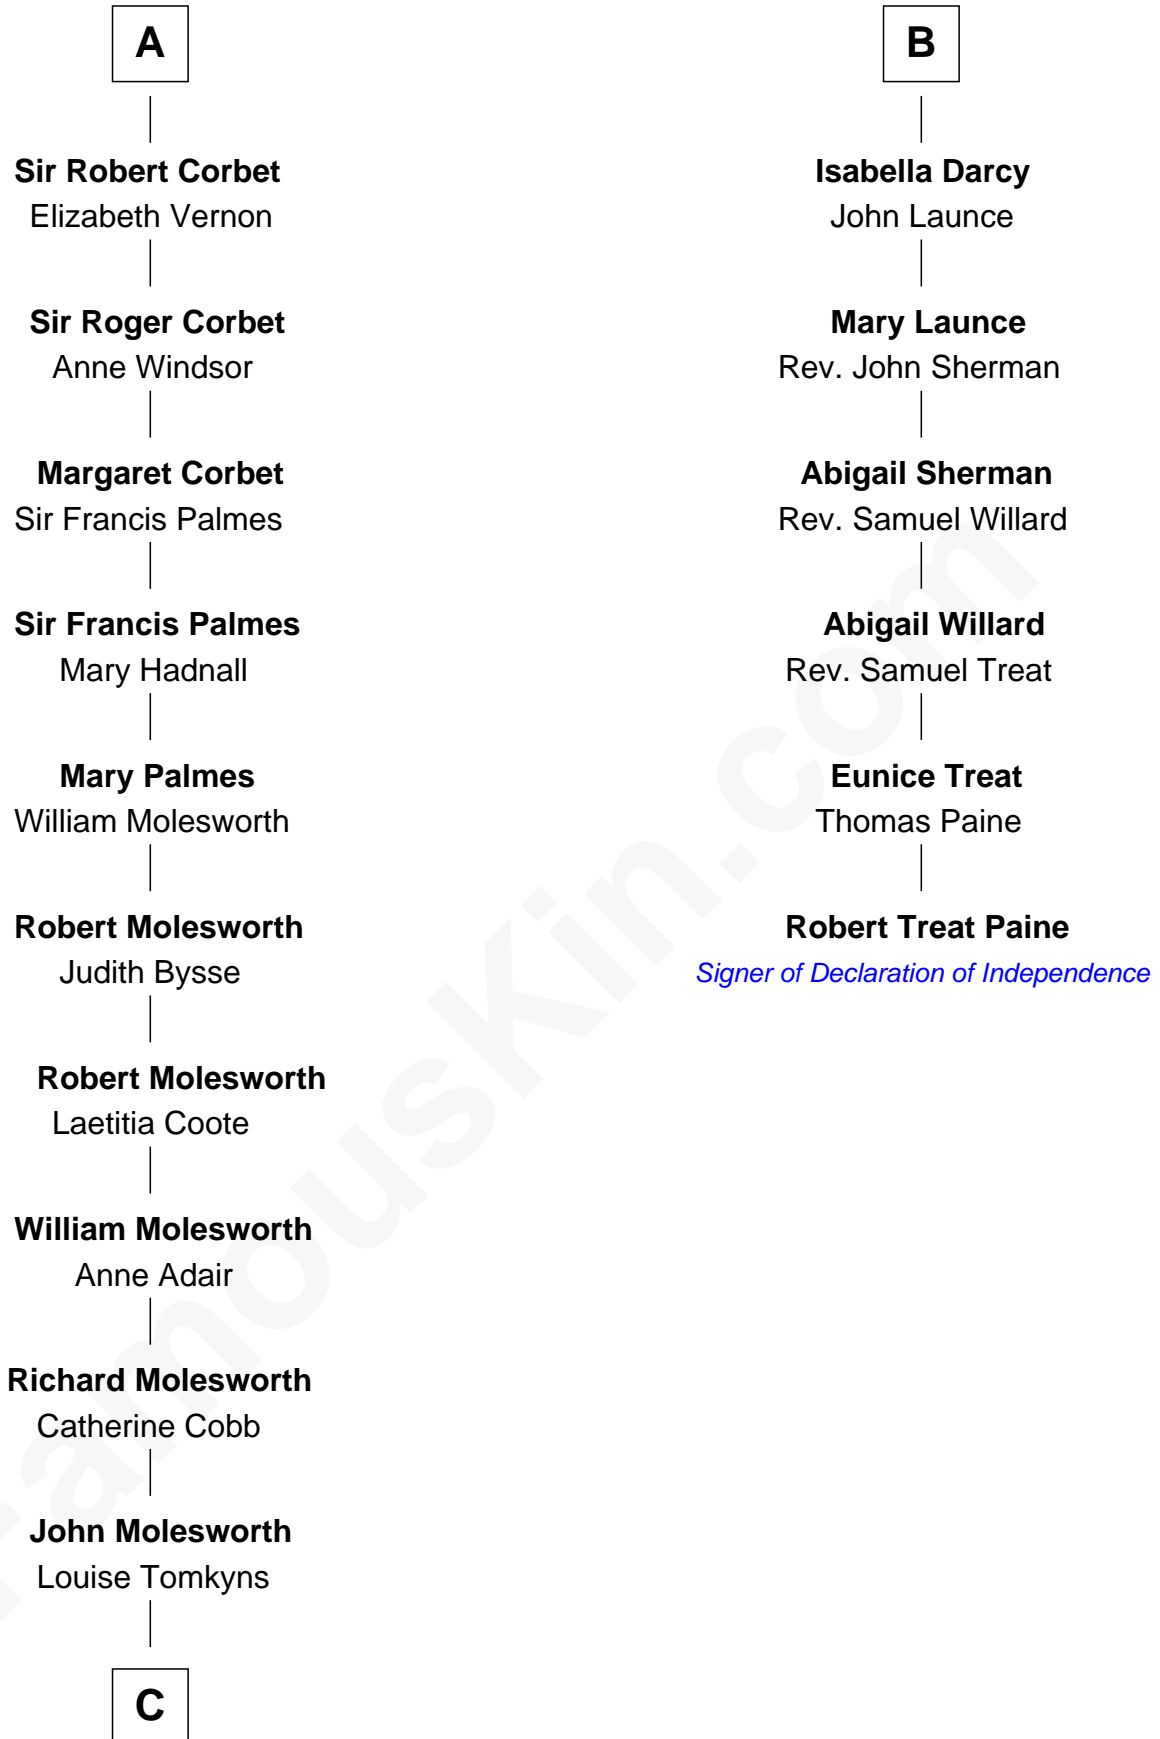 A
Sir Robert Corbet
Elizabeth Vernon
Sir Roger Corbet
Anne Windsor
Margaret Corbet
Sir Francis Palmes
Sir Francis Palmes
Mary Hadnall
Mary Palmes
William Molesworth
Robert Molesworth
Judith Bysse
Robert Molesworth
Laetitia Coote
William Molesworth
Anne Adair
Richard Molesworth
Catherine Cobb
John Molesworth
Louise Tomkyns
C
B
Isabella Darcy
John Launce
Mary Launce
Rev. John Sherman
Abigail Sherman
Rev. Samuel Willard
Abigail Willard
Rev. Samuel Treat
Eunice Treat
Thomas Paine
Robert Treat Paine
Signer of Declaration of Independence
FamousKin.com